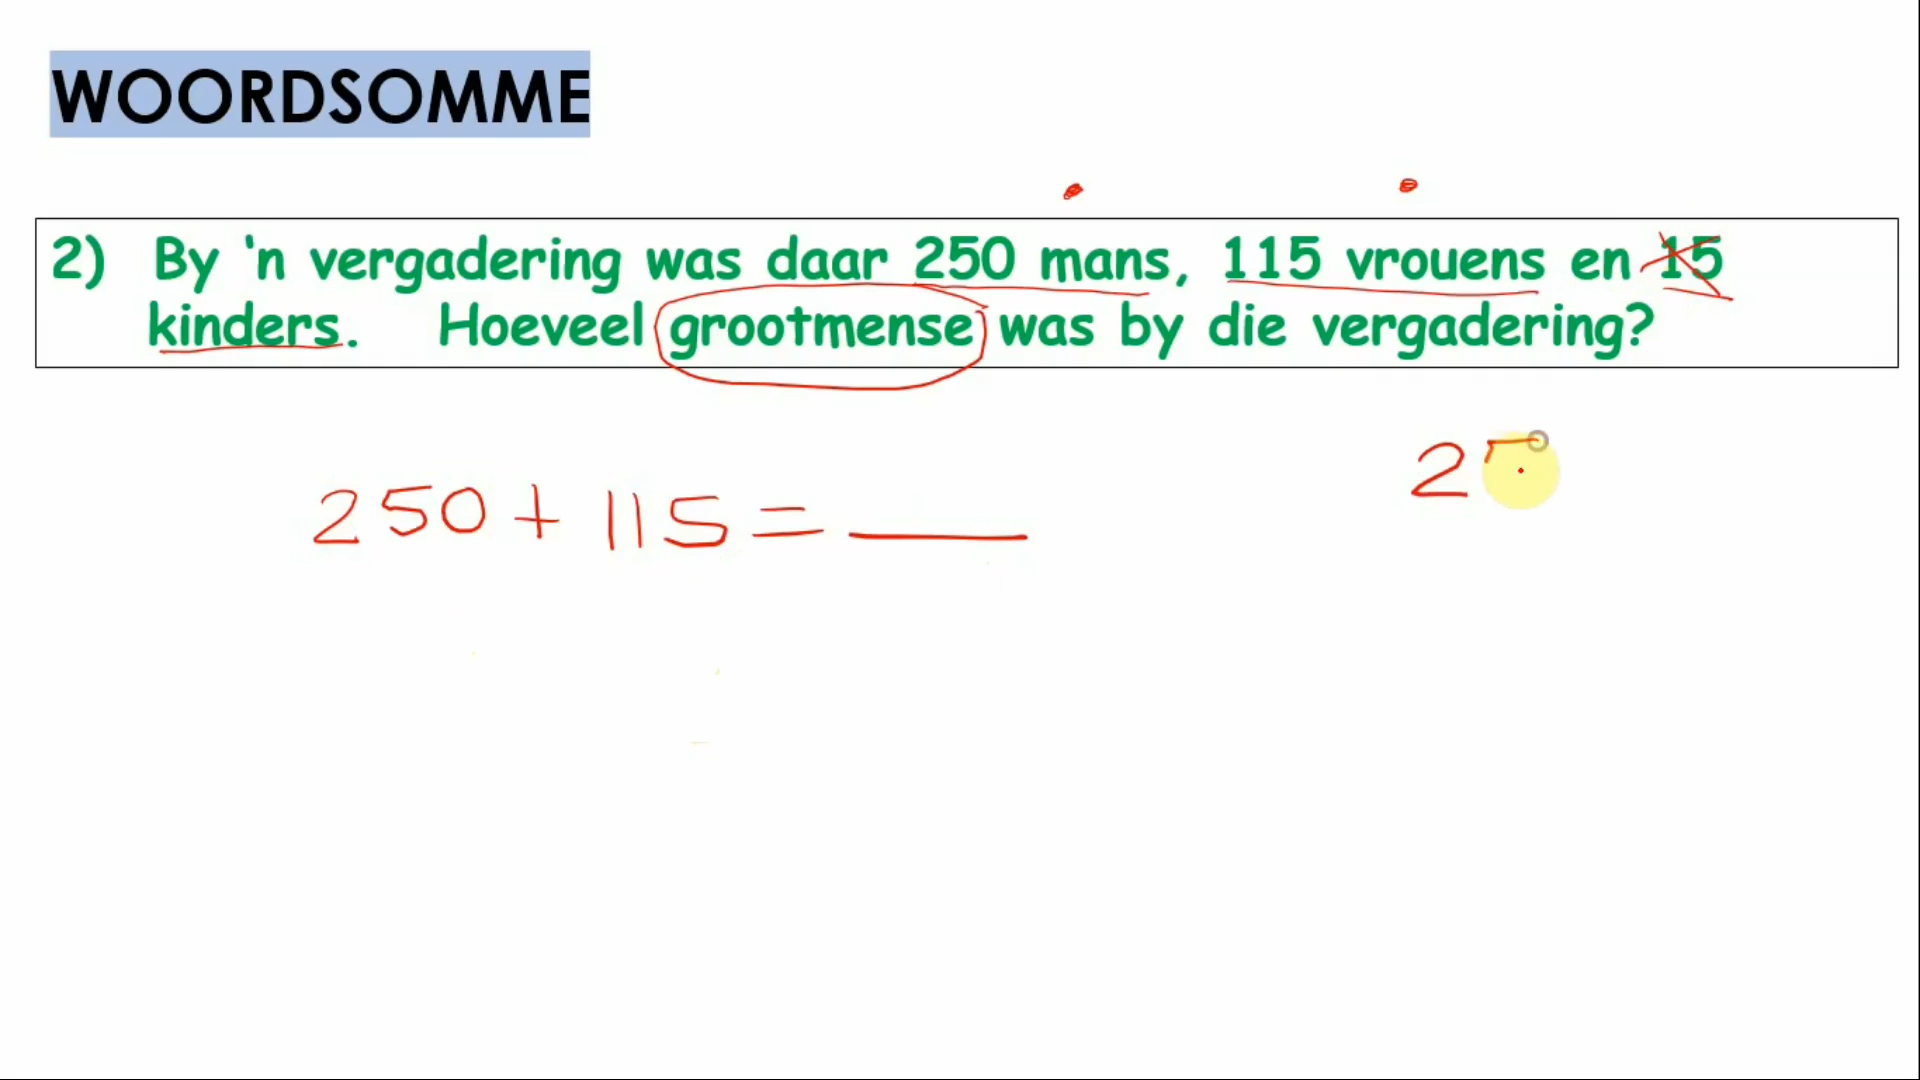 WOORDSOMME
2) By ‘n vergadering was daar 250 mans, 115 vrouens en 15
kinders. Hoeveel grootmense was by die vergadering?
250 + 115 = ____
2